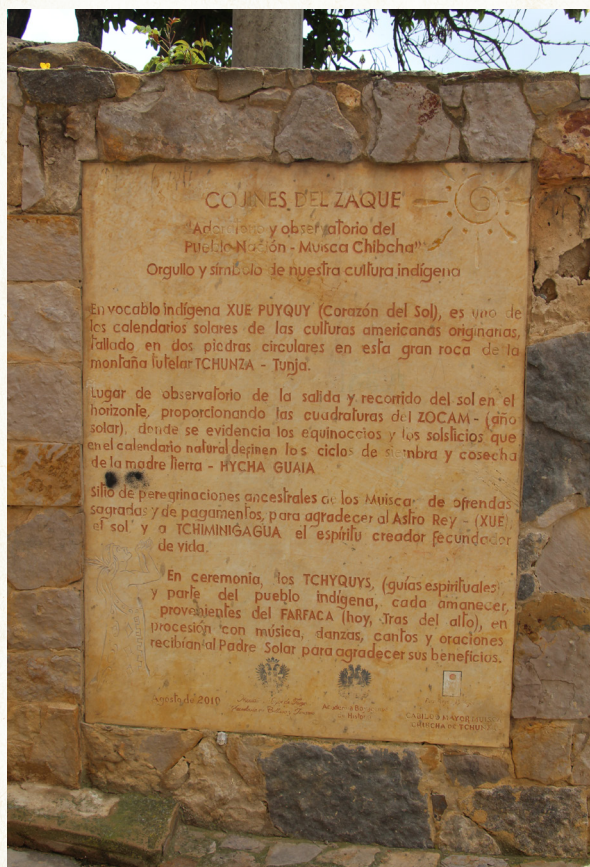 COJINES DEL ZAQUE
y observatorio del
Pueblo Nación - Muisca Chibcha"
Orgullo y símbolo de nuestra cultura indígena
En vocablo indígena XUE PUYQUY (Corazón del Sol), es uno de
los calendarios solares de las culturas americanas originarias,
tallado en dos piedras circulares en esta gran roca de la
montaña tutelar TCHUNZA - Tunja.
Lugar de observatorio de la salida y recorrido del sol en el
horizonte, proporcionando las cuadraturas del ZOCAM - (año
solar), donde se evidencia los equinoccios y los solsticios que
en el calendario natural definen los ciclos de siembra y cosecha
de la madre tierra - HYCHA GUAIA
Sitio de peregrinaciones ancestrales de los Muiscas de ofrendas
sagradas y de pagamentos, para agradecer al Astro Rey - (XUE)
el sol y a TCHIMINIGAGUA el espíritu creador fecundador
de vida.
En ceremonia, los TCHYQUYS, (guías espirituales)
y parte del pueblo indígena, cada amanecer,
provenientes del FARFACA (hoy, Tras del alto), en
procesión con música, danzas, cantos y oraciones
recibían al Padre Solar para agradecer sus beneficios.
Agosto de 2010
CABILDO MAYOR
CHIBCHA DE TCHUNZA